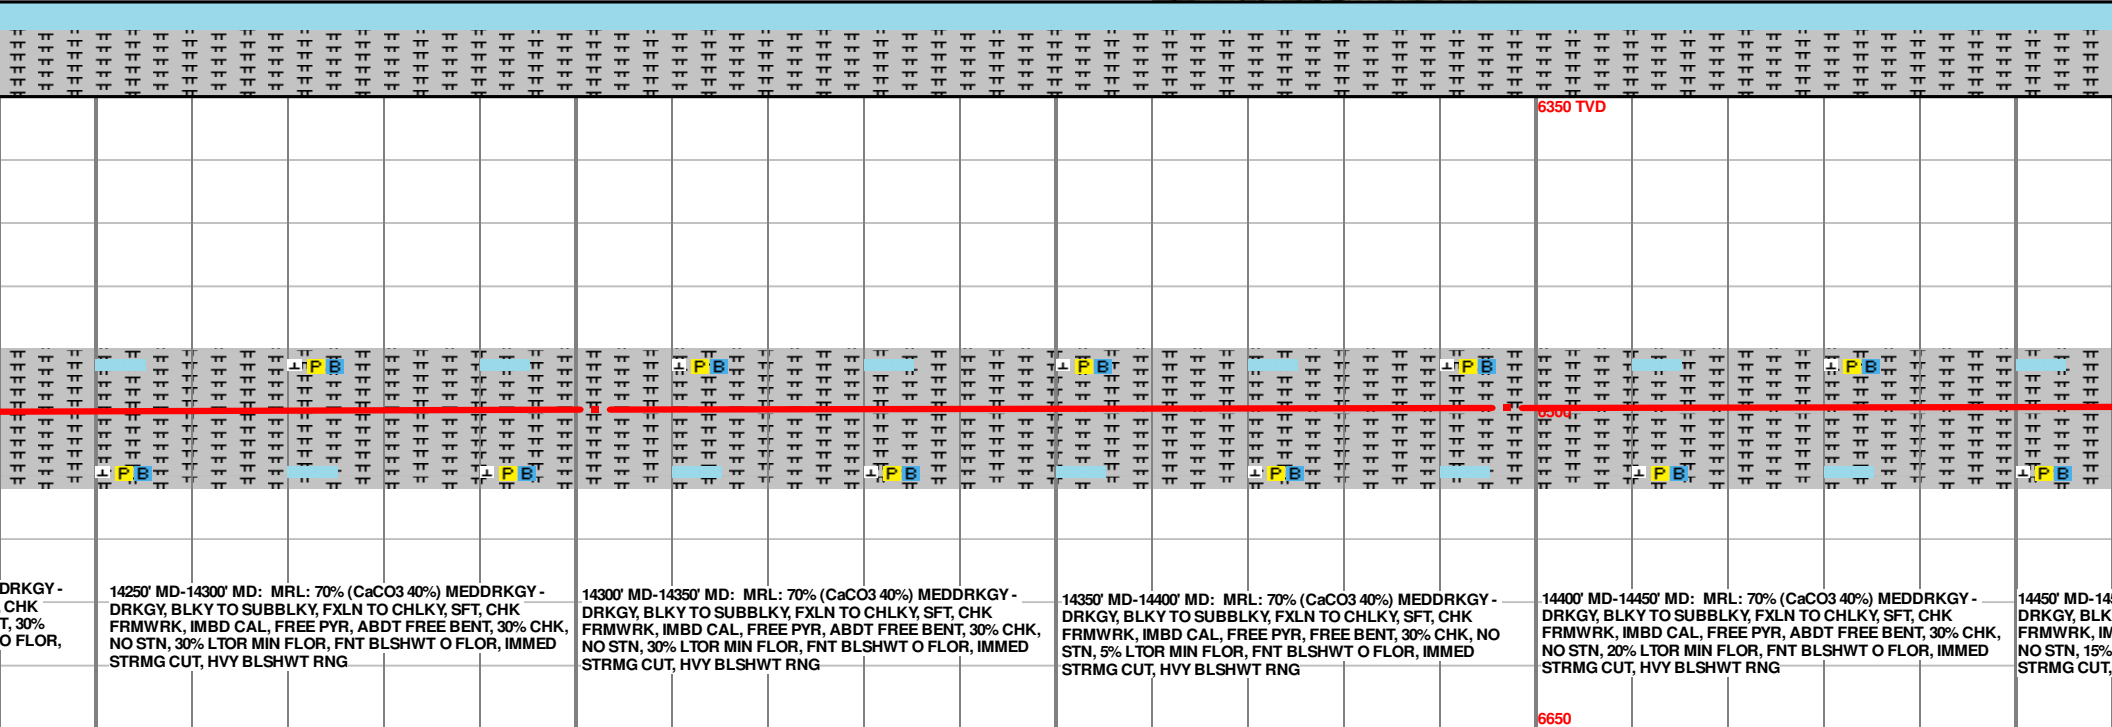 6350 TVD
P B
P B
P B
P B
P B
6500
P B
P B
P B
P B
P B
P B
DRKGY -
CHK
T, 30%
O FLOR,
14250' MD-14300' MD: MRL: 70% (CaCO3 40%) MEDDRKGY -
DRKGY, BLKY TO SUBBLKY, FXLN TO CHLKY, SFT, CHK
FRMWRK, IMBD CAL, FREE PYR, ABDT FREE BENT, 30% CHK,
NO STN, 30% LTOR MIN FLOR, FNT BLSHWT O FLOR, IMMED
STRMG CUT, HVY BLSHWT RNG
14300' MD-14350' MD: MRL: 70% (CaCO3 40%) MEDDRKGY -
DRKGY, BLKY TO SUBBLKY, FXLN TO CHLKY, SFT, CHK
FRMWRK, IMBD CAL, FREE PYR, ABDT FREE BENT, 30% CHK,
NO STN, 30% LTOR MIN FLOR, FNT BLSHWT O FLOR, IMMED
STRMG CUT, HVY BLSHWT RNG
14350' MD-14400' MD: MRL: 70% (CaCO3 40%) MEDDRKGY -
DRKGY, BLKY TO SUBBLKY, FXLN TO CHLKY, SFT, CHK
FRMWRK, IMBD CAL, FREE PYR, FREE BENT, 30% CHK, NO
STN, 5% LTOR MIN FLOR, FNT BLSHWT O FLOR, IMMED
STRMG CUT, HVY BLSHWT RNG
14400' MD-14450' MD: MRL: 70% (CaCO3 40%) MEDDRKGY -
DRKGY, BLKY TO SUBBLKY, FXLN TO CHLKY, SFT, CHK
FRMWRK, IMBD CAL, FREE PYR, ABDT FREE BENT, 30% CHK,
NO STN, 20% LTOR MIN FLOR, FNT BLSHWT O FLOR, IMMED
STRMG CUT, HVY BLSHWT RNG
14450' MD-145
DRKGY, BLK
FRMWRK, IM
NO STN, 15%
STRMG CUT,
6650